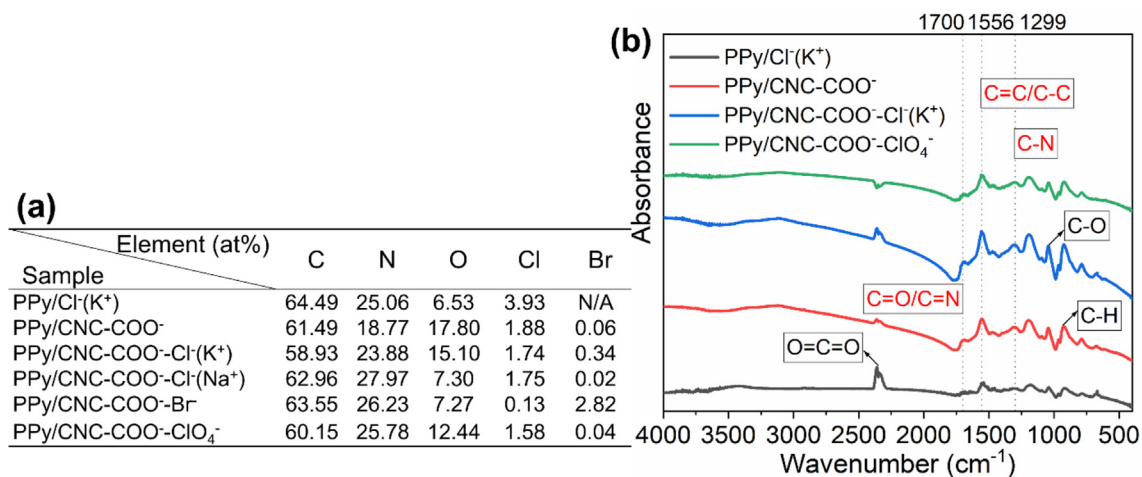 (a)
Element (at%) C N O Cl Br
Sample
PPy/Cl⁻(K⁺) 64.49 25.06 6.53 3.93 N/A
PPy/CNC-COO⁻ 61.49 18.77 17.80 1.88 0.06
PPy/CNC-COO⁻-Cl⁻(K⁺) 58.93 23.88 15.10 1.74 0.34
PPy/CNC-COO⁻-Cl⁻(Na⁺) 62.96 27.97 7.30 1.75 0.02
PPy/CNC-COO⁻-Br⁻ 63.55 26.23 7.27 0.13 2.82
PPy/CNC-COO⁻-ClO₄⁻ 60.15 25.78 12.44 1.58 0.04
(b)
1700 1556 1299
PPy/Cl⁻(K⁺)
PPy/CNC-COO⁻
PPy/CNC-COO⁻-Cl⁻(K⁺)
PPy/CNC-COO⁻-ClO₄⁻
C=C/C-C
C-N
C-O
C=O/C=N
C-H
O=C=O
Absorbance
4000 3500 3000 2500 2000 1500 1000 500
Wavenumber (cm⁻¹)